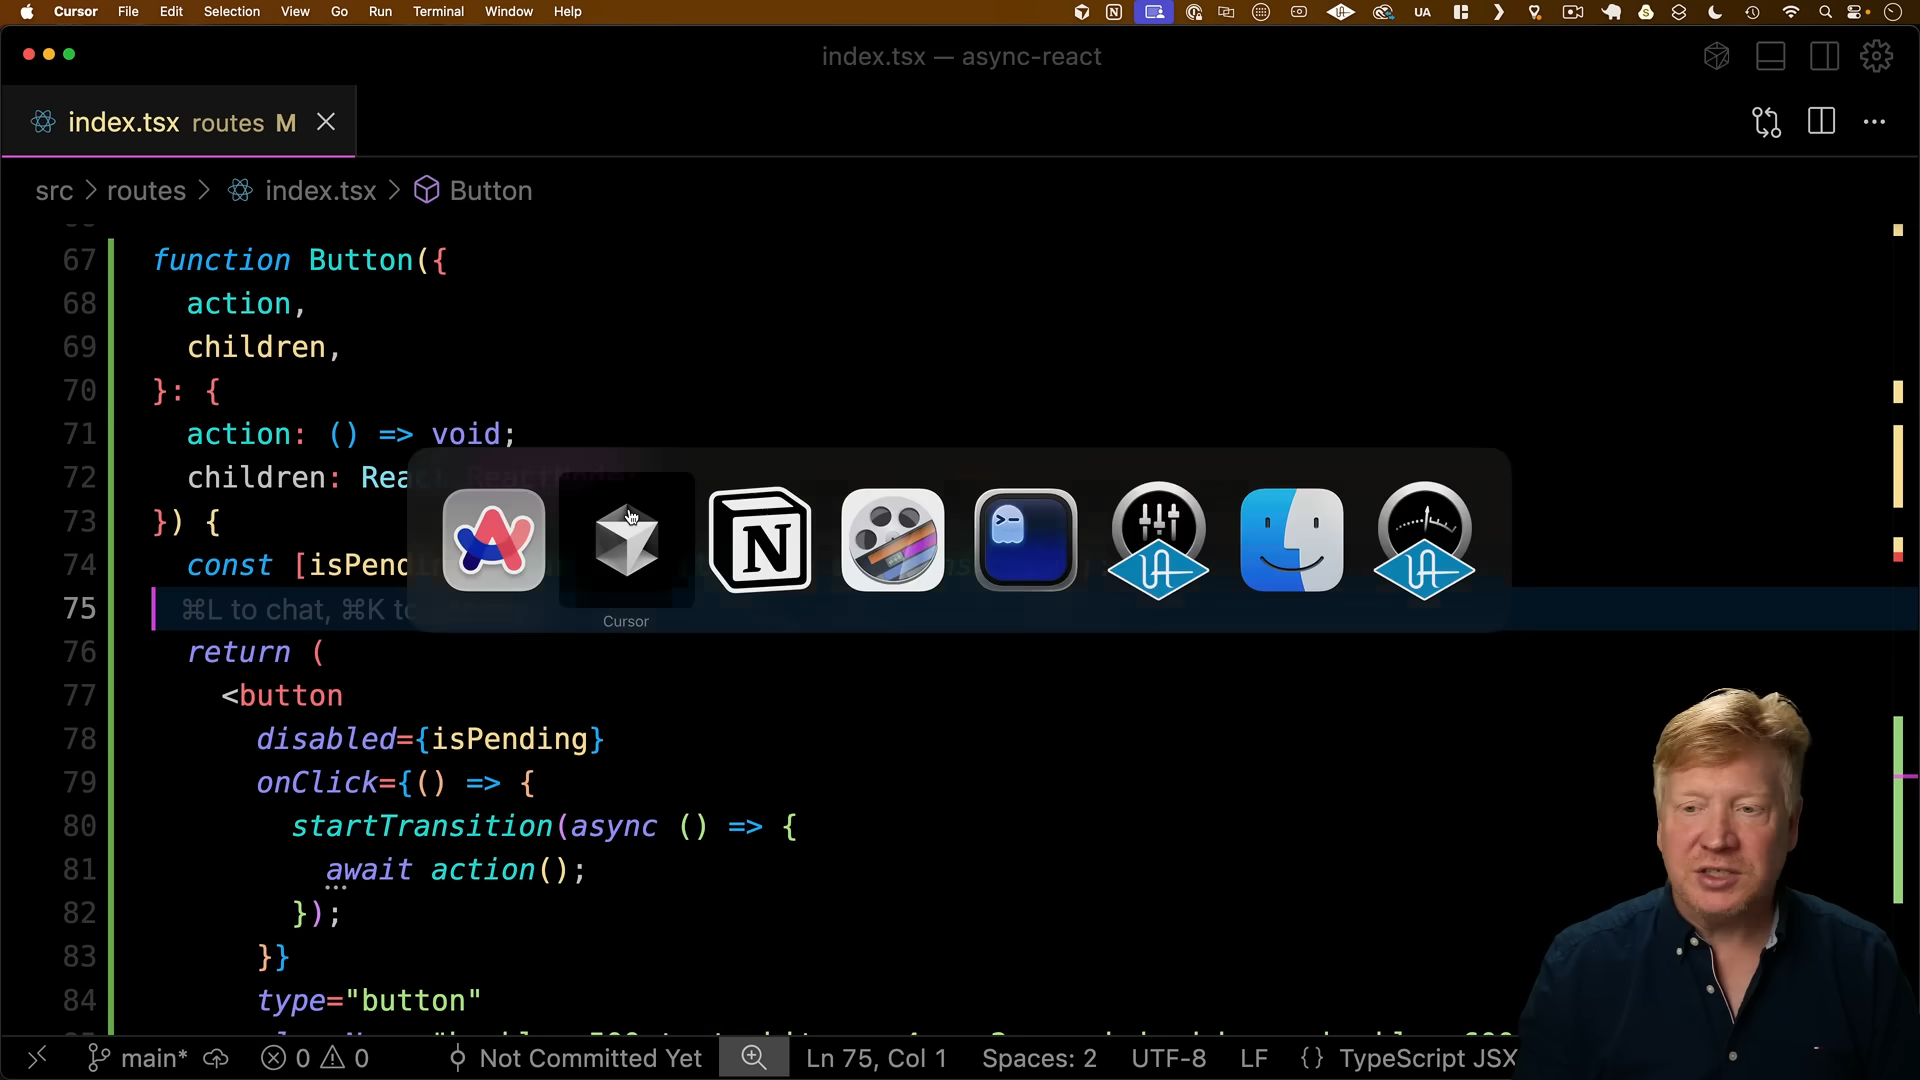 Cursor File Edit Selection View Go Run Terminal Window Help UA
index.tsx — async-react
index.tsx routes M
src > routes > index.tsx > Button
67 function Button({
68 action,
69 children,
70 }: {
71 action: () => void;
72 children: Reac
73 }) {
74 const [isPend
75 ⌘L to chat, ⌘K to
Cursor
76 return (
77 <button
78 disabled={isPending}
79 onClick={() => {
80 startTransition(async () => {
81 await action();
82 });
83 }}
84 type="button"
main* 0 0 Not Committed Yet Ln 75, Col 1 Spaces: 2 UTF-8 LF {} TypeScript JSX